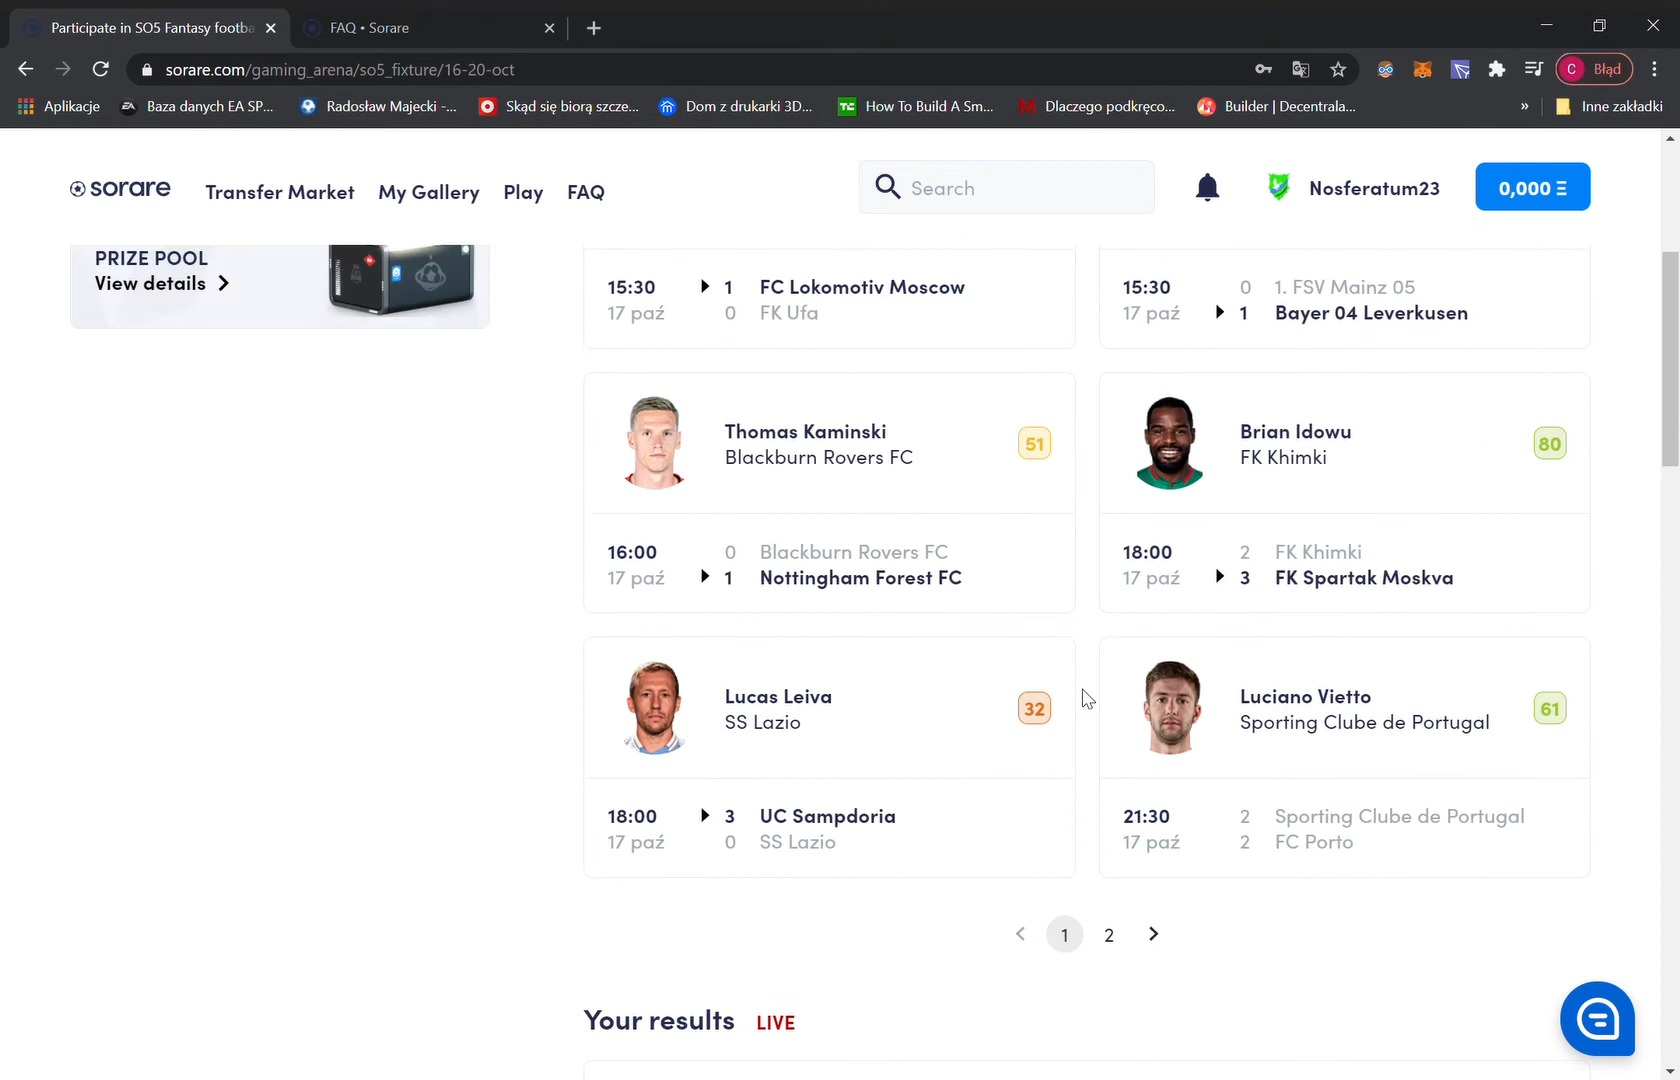 Participate in SO5 Fantasy footba
FAQ • Sorare
sorare.com/gaming_arena/so5_fixture/16-20-oct
C Błąd
Aplikacje
EA Baza danych EA SP...
Radosław Majecki -...
Skąd się biorą szcze...
Dom z drukarki 3D...
TC How To Build A Sm...
M Dlaczego podkręco...
Builder | Decentrala...
»
Inne zakładki
sorare
Transfer Market
My Gallery
Play
FAQ
Search
Nosferatum23
0,000 Ξ
PRIZE POOL
View details
15:30 1 FC Lokomotiv Moscow
17 paź 0 FK Ufa
15:30 0 1. FSV Mainz 05
17 paź 1 Bayer 04 Leverkusen
Thomas Kaminski
Blackburn Rovers FC
51
16:00 0 Blackburn Rovers FC
17 paź 1 Nottingham Forest FC
Brian Idowu
FK Khimki
80
18:00 2 FK Khimki
17 paź 3 FK Spartak Moskva
Lucas Leiva
SS Lazio
32
18:00 3 UC Sampdoria
17 paź 0 SS Lazio
Luciano Vietto
Sporting Clube de Portugal
61
21:30 2 Sporting Clube de Portugal
17 paź 2 FC Porto
1 2
Your results LIVE